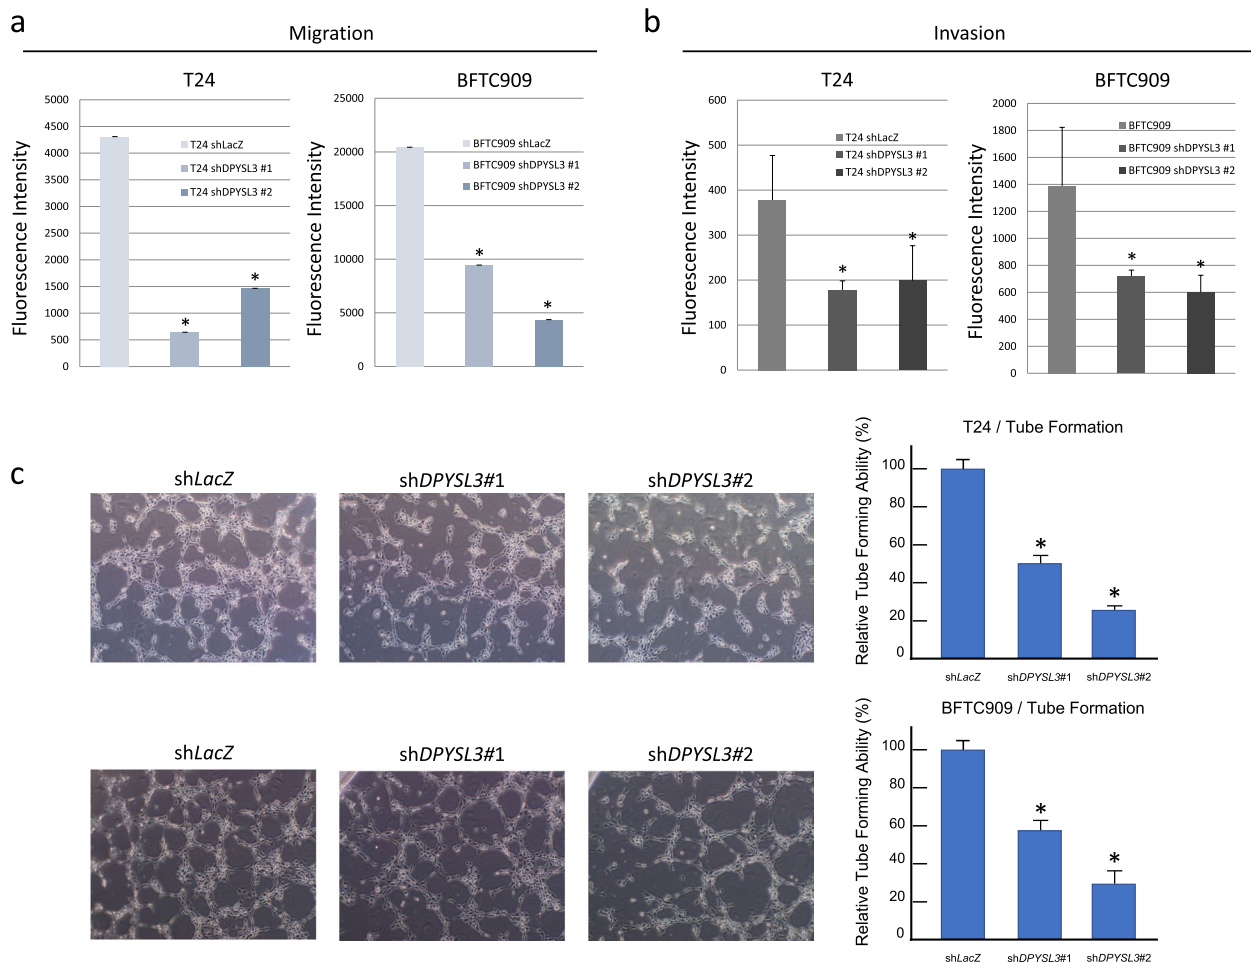 a
Migration
T24
Fluorescence Intensity
5000
4500
4000
3500
3000
2500
2000
1500
1000
500
0
T24 shLacZ
T24 shDPYSL3 #1
T24 shDPYSL3 #2
*
*
BFTC909
Fluorescence Intensity
25000
20000
15000
10000
5000
0
BFTC909 shLacZ
BFTC909 shDPYSL3 #1
BFTC909 shDPYSL3 #2
*
*
b
Invasion
T24
Fluorescence Intensity
600
500
400
300
200
100
0
T24 shLacZ
T24 shDPYSL3 #1
T24 shDPYSL3 #2
*
*
BFTC909
Fluorescence Intensity
2000
1800
1600
1400
1200
1000
800
600
400
200
0
BFTC909
BFTC909 shDPYSL3 #1
BFTC909 shDPYSL3 #2
*
*
c
shLacZ
shDPYSL3#1
shDPYSL3#2
T24 / Tube Formation
Relative Tube Forming Ability (%)
100
80
60
40
20
0
*
*
shLacZ
shDPYSL3#1
shDPYSL3#2
shLacZ
shDPYSL3#1
shDPYSL3#2
BFTC909 / Tube Formation
Relative Tube Forming Ability (%)
100
80
60
40
20
0
*
*
shLacZ
shDPYSL3#1
shDPYSL3#2